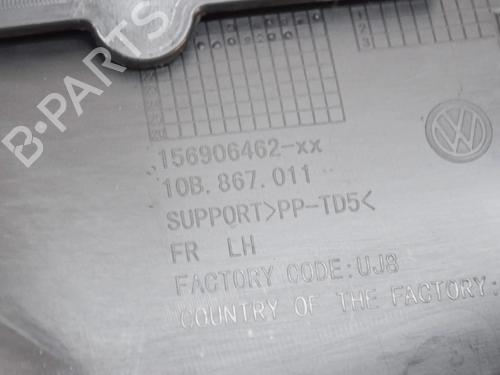 B-Parts
156906462-xx
10B.867.011
SUPPORT>PP-TD5<
FR LH
FACTORY CODE:UJ8
COUNTRY OF THE FACTORY: